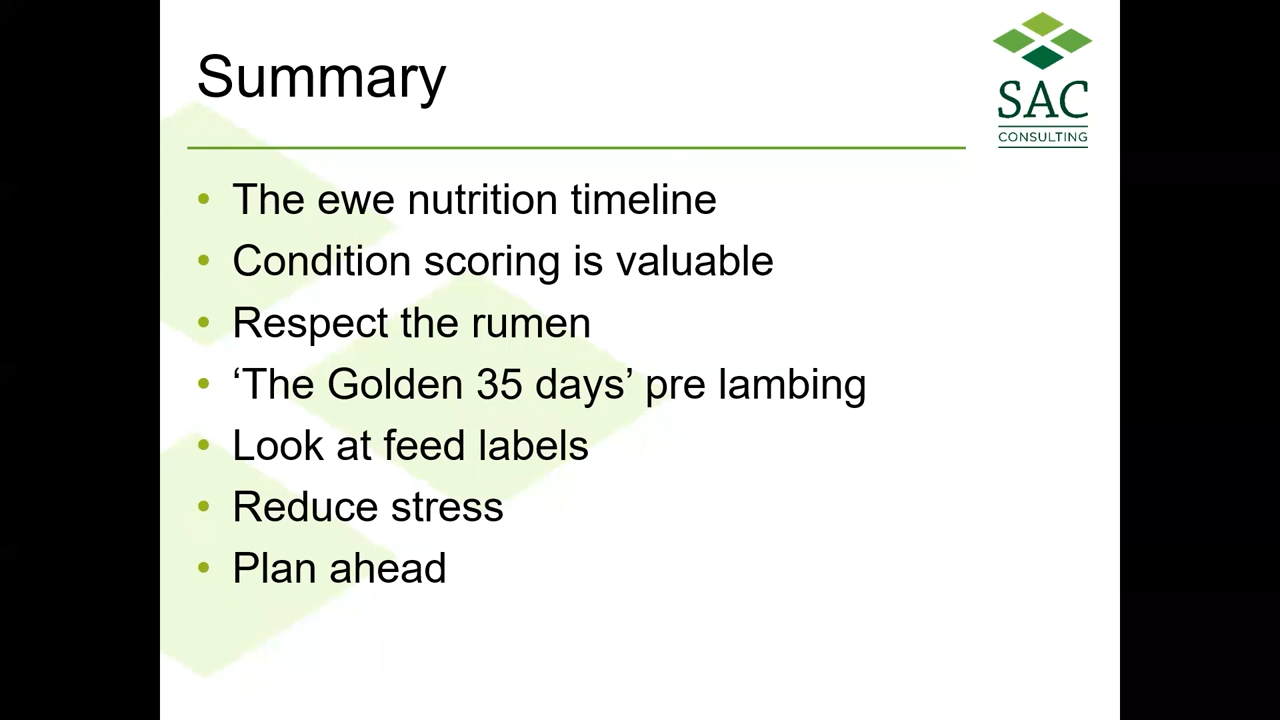 Summary
SAC
CONSULTING
• The ewe nutrition timeline
• Condition scoring is valuable
• Respect the rumen
• ‘The Golden 35 days’ pre lambing
• Look at feed labels
• Reduce stress
• Plan ahead